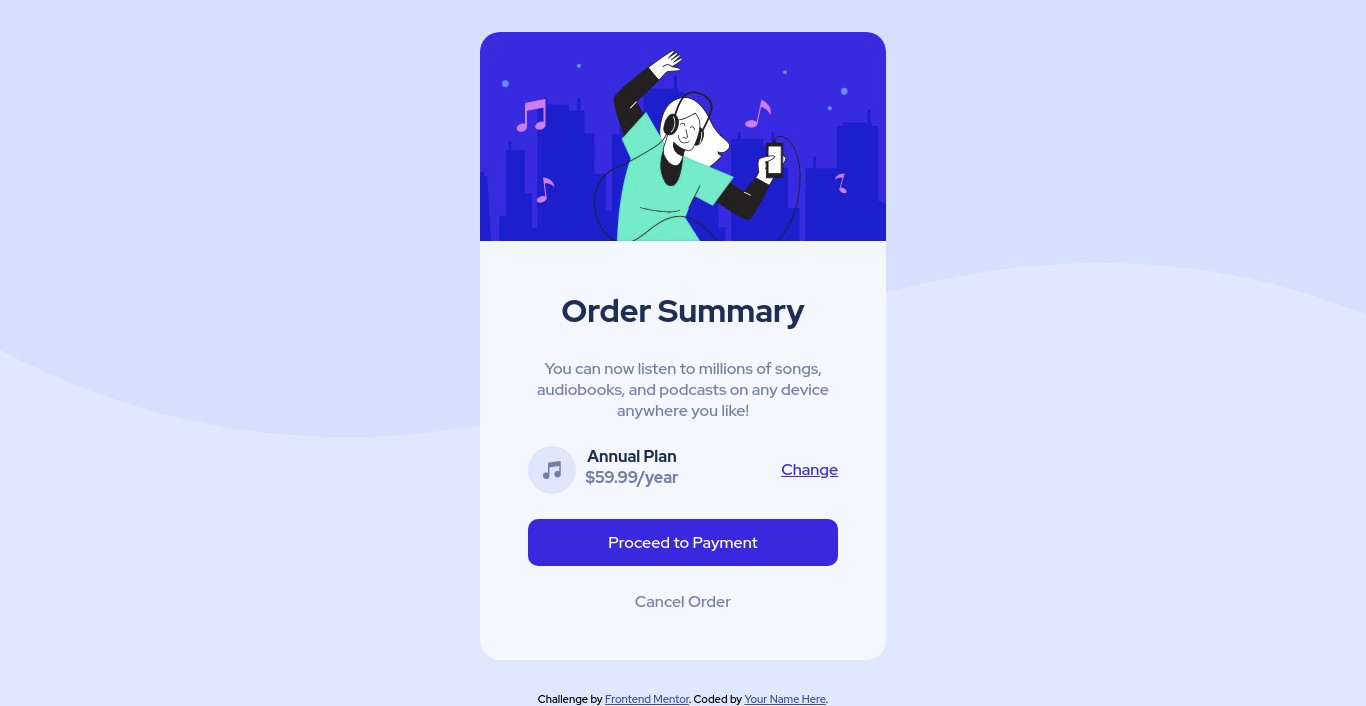 Order Summary
You can now listen to millions of songs,
audiobooks, and podcasts on any device
anywhere you like!
Annual Plan
$59.99/year
Change
Proceed to Payment
Cancel Order
Challenge by Frontend Mentor. Coded by Your Name Here.